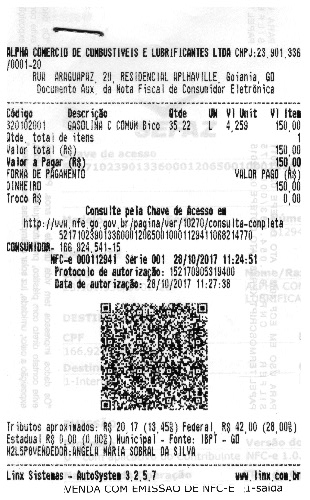 ALPHA COMERCIO DE COMBUSTIVEIS E LUBRIFICANTES LTDA CNPJ:23,901,336
/0001-20
RUA ARAGUAPAZ, 20, RESIDENCIAL APLHAVILLE, Goiania, GO
Documento Aux. da Nota Fiscal de Consumidor Eletrônica
Código Descrição Qtde UN Vl Unit Vl Item
320102001 GASOLINA C COMUM Bico 35,22 L 4,259 150,00
Qtde. total de itens 1
Valor total (R$) 150,00
Valor a Pagar (R$) 150,00
FORMA DE PAGAMENTO VALOR PAGO (R$)
DINHEIRO 150,00
Troco R$ 0,00
Consulte pela Chave de Acesso em
http://www.nfe.go.gov.br/pagina/ver/10270/consulta-completa
52171023901336000120650010001129411068214770
CONSUMIDOR- 166,924,541-15
NFC-e 000112941 Serie 001 28/10/2017 11:24:51
Protocolo de autorização: 152170905319400
Data de autorização: 28/10/2017 11:27:38
Tributos aproximados: R$ 20,17 (13,45%) Federal, R$ 42,00 (28,00%)
Estadual R$ 0,00 (0,00%) Municipal - Fonte: IBPT - GO
VENDEDOR:ANGELA MARIA SOBRAL DA SILVA
Linx Sistemas - AutoSystem 3.2.5.7 www.linx.com.br
VENDA COM EMISSAO DE NFC-E